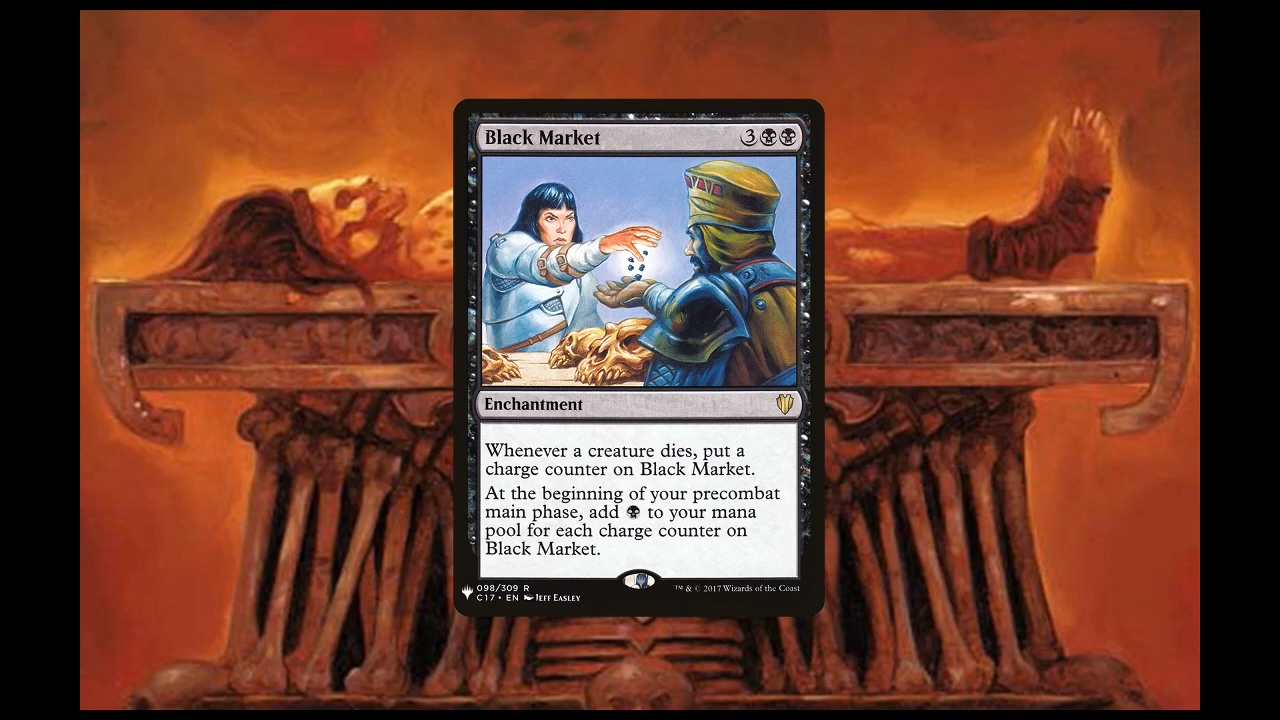 Black Market 3
Enchantment
Whenever a creature dies, put a
charge counter on Black Market.
At the beginning of your precombat
main phase, add to your mana
pool for each charge counter on
Black Market.
098/309 R
C17 • EN Jeff Easley
™ & © 2017 Wizards of the Coast